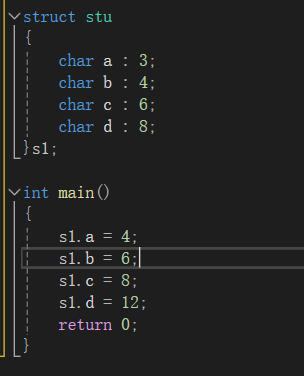 struct stu
{
char a : 3;
char b : 4;
char c : 6;
char d : 8;
}s1;
int main()
{
s1.a = 4;
s1.b = 6;
s1.c = 8;
s1.d = 12;
return 0;
}